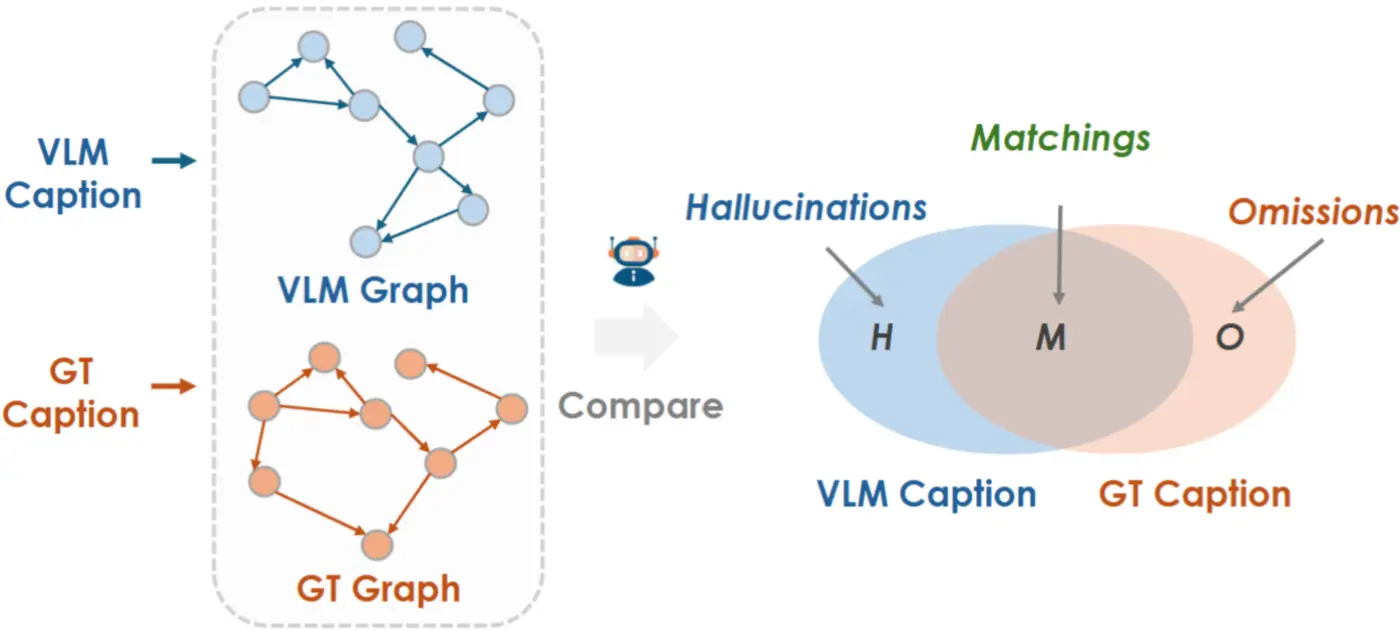 VLM
Caption
VLM Graph
GT
Caption
GT Graph
Compare
Matchings
Hallucinations
Omissions
H
M
O
VLM Caption
GT Caption